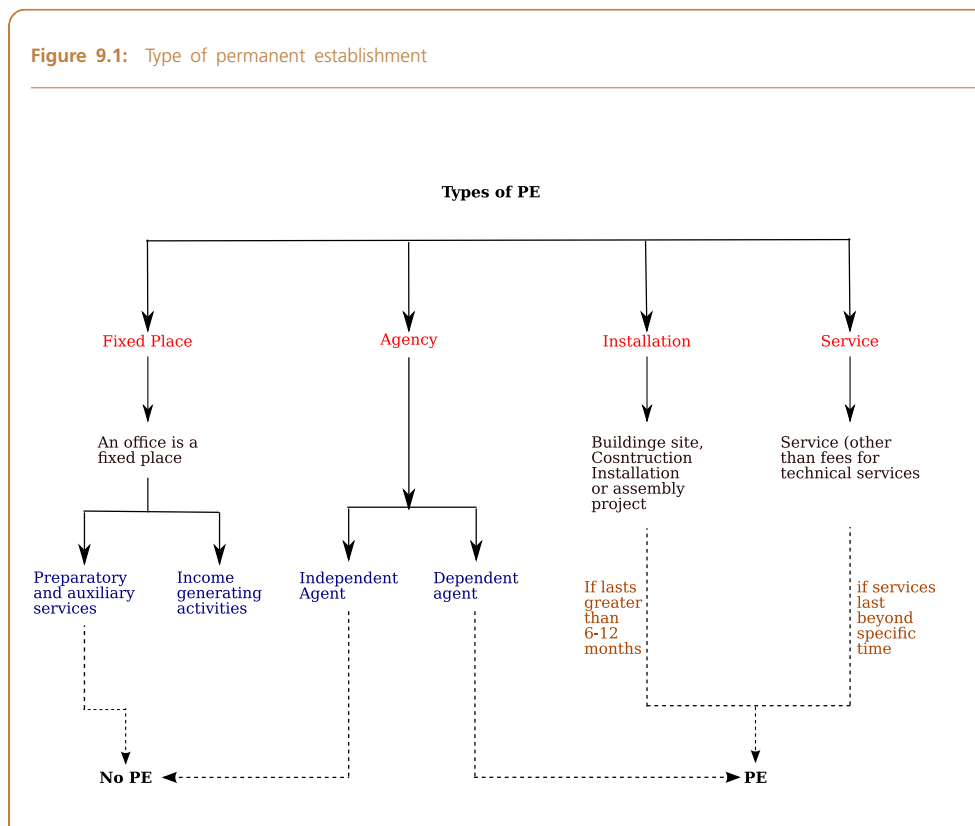 Figure 9.1: Type of permanent establishment
Types of PE
Fixed Place
Agency
Installation
Service
An office is a
fixed place
Buildinge site,
Cosntruction
Installation
or assembly
project
Service (other
than fees for
technical services
Preparatory
and auxiliary
services
Income
generating
activities
Independent
Agent
Dependent
agent
If lasts
greater
than
6-12
months
if services
last
beyond
specific
time
No PE
PE